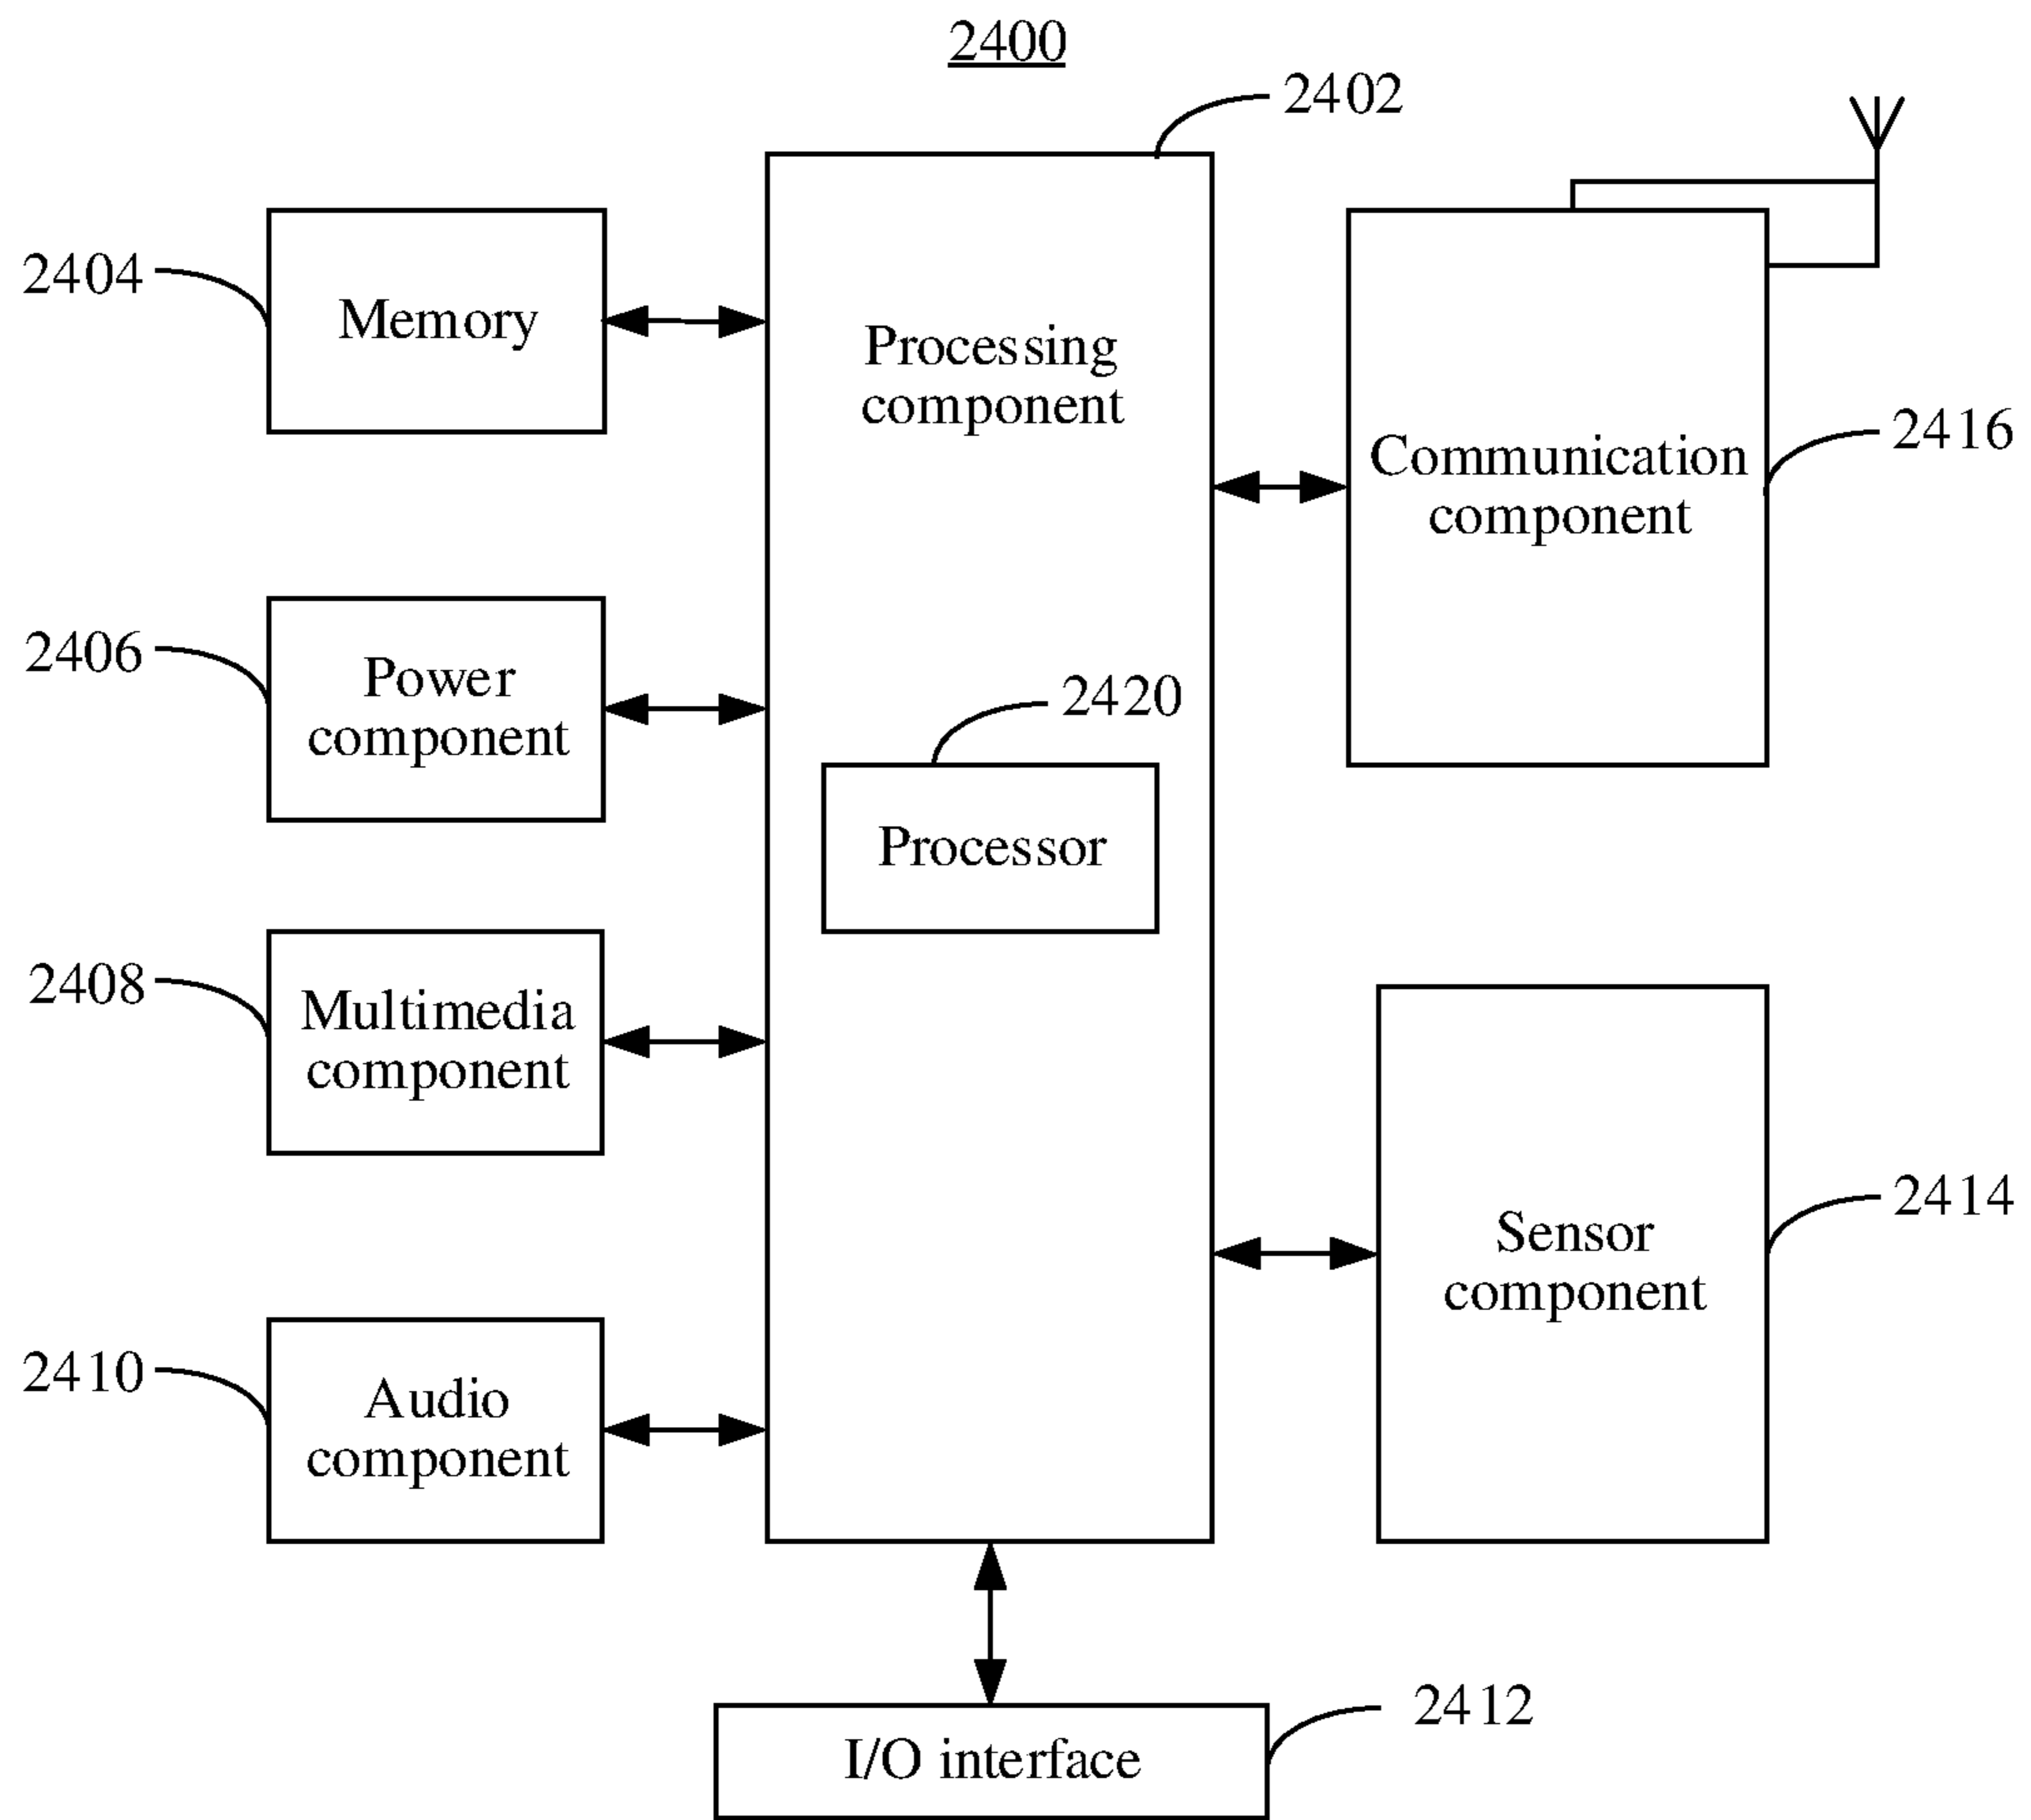 2400
2402
2404
Memory
Processing
component
Communication
component
2416
2406
Power
component
2420
Processor
2408
Multimedia
component
2414
Sensor
component
2410
Audio
component
2412
I/O interface